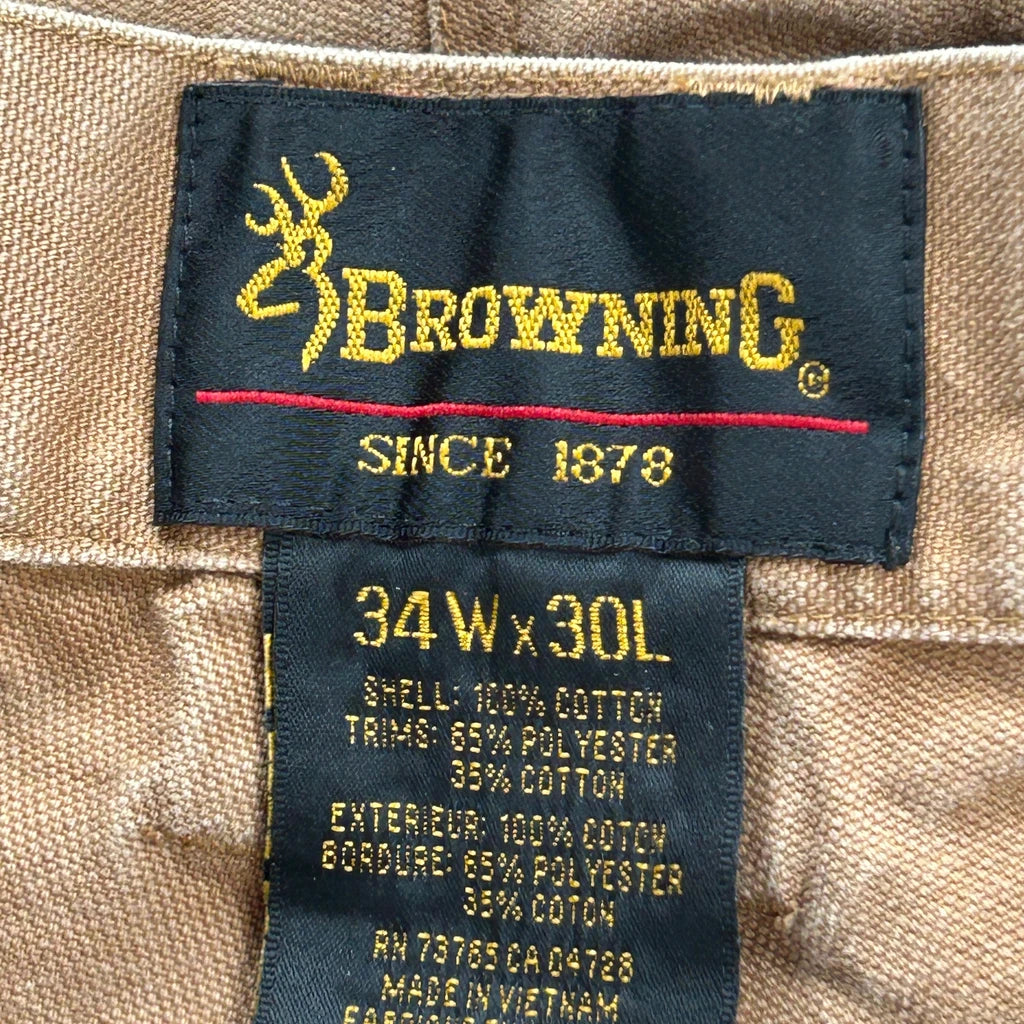 BROWNING®
SINCE 1878
34W x 30L
SHELL: 100% COTTON
TRIMS: 65% POLYESTER
35% COTTON
EXTERIEUR: 100% COTON
BORDURE: 65% POLYESTER
35% COTON
RN 73765 CA 04728
MADE IN VIETNAM